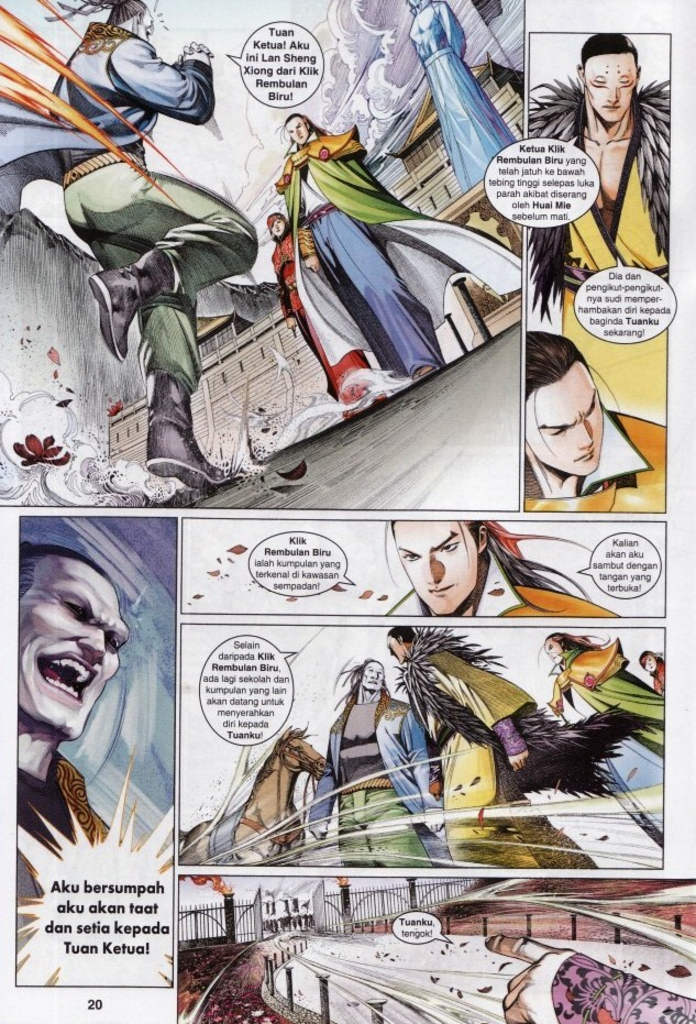 Tuan
Ketua! Aku
ini Lan Sheng
Xiong dari Klik
Rembulan
Biru!
Ketua Klik
Rembulan Biru yang
telah jatuh ke bawah
tebing tinggi selepas luka
parah akibat diserang
oleh Huai Mie
sebelum mati.
Dia dan
pengikut-pengikut-
nya sudi memper-
hambakan diri kepada
baginda Tuanku
sekarang!
Klik
Rembulan Biru
ialah kumpulan yang
terkenal di kawasan
sempadan!
Kalian
akan aku
sambut dengan
tangan yang
terbuka!
Aku bersumpah
aku akan taat
dan setia kepada
Tuan Ketua!
Selain
daripada Klik
Rembulan Biru,
ada lagi sekolah dan
kumpulan yang lain
akan datang untuk
menyerahkan
diri kepada
Tuanku!
Tuanku,
tengok!
20